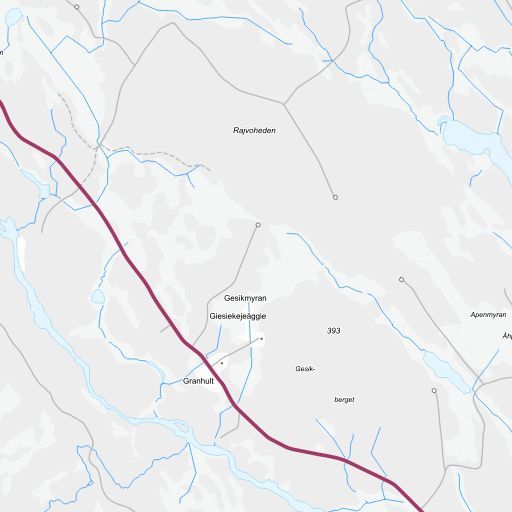 Rajvoheden
Gesikmyran
Giesiekejeäggie
393
Apenmyran
Gesik-
berget
Granhult